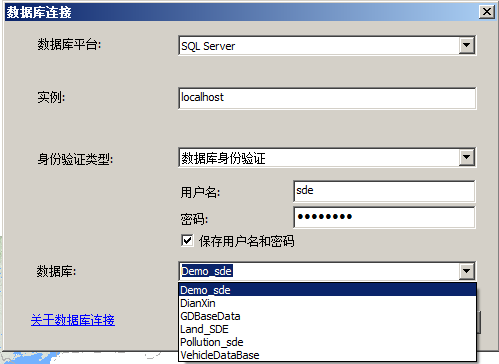 数据库连接
数据库平台: SQL Server
实例: localhost
身份验证类型: 数据库身份验证
用户名: sde
密码: ●●●●●●●●
保存用户名和密码
数据库: Demo_sde
Demo_sde
DianXin
GDBaseData
Land_SDE
Pollution_sde
VehicleDataBase
关于数据库连接